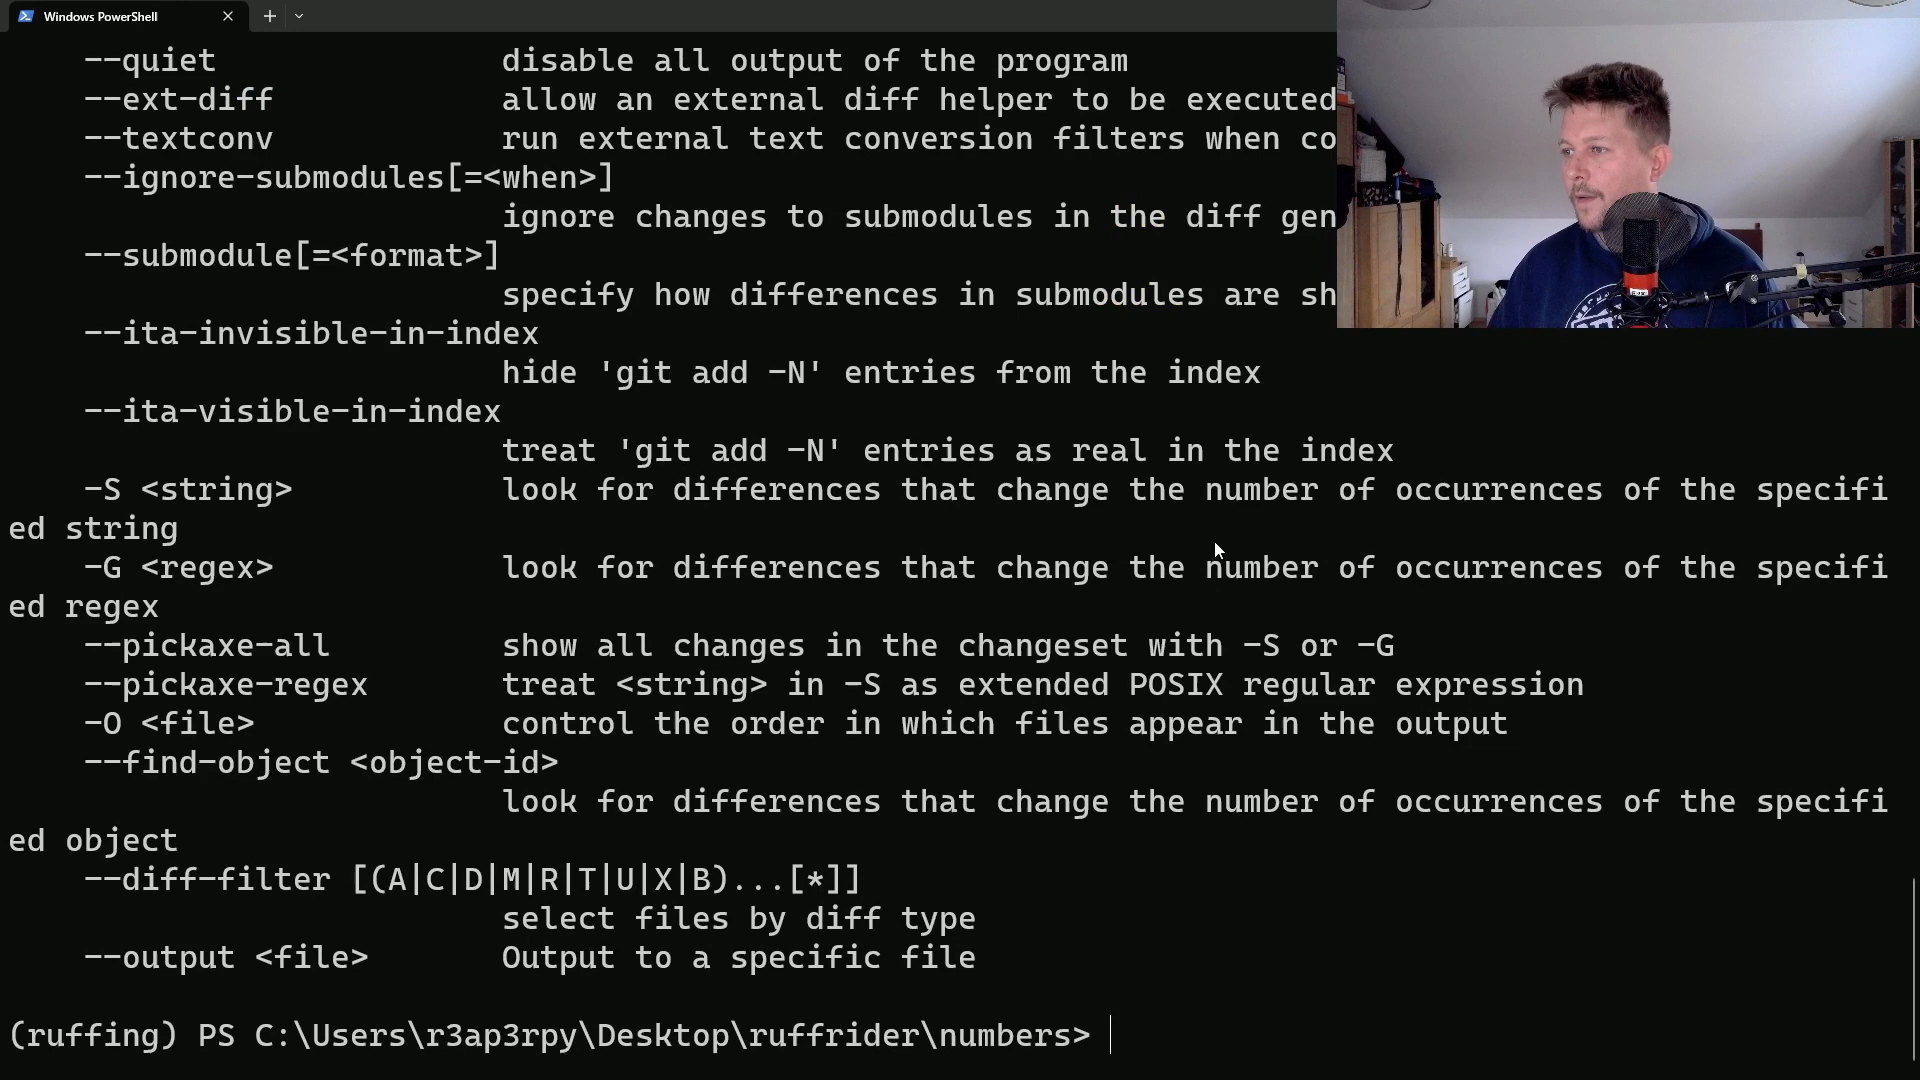 Windows PowerShell
--quiet disable all output of the program
--ext-diff allow an external diff helper to be executed
--textconv run external text conversion filters when co
--ignore-submodules[=<when>]
ignore changes to submodules in the diff gen
--submodule[=<format>]
specify how differences in submodules are sh
--ita-invisible-in-index
hide 'git add -N' entries from the index
--ita-visible-in-index
treat 'git add -N' entries as real in the index
-S <string> look for differences that change the number of occurrences of the specifi
ed string
-G <regex> look for differences that change the number of occurrences of the specifi
ed regex
--pickaxe-all show all changes in the changeset with -S or -G
--pickaxe-regex treat <string> in -S as extended POSIX regular expression
-O <file> control the order in which files appear in the output
--find-object <object-id>
look for differences that change the number of occurrences of the specifi
ed object
--diff-filter [(A|C|D|M|R|T|U|X|B)...[*]]
select files by diff type
--output <file> Output to a specific file
(ruffing) PS C:\Users\r3ap3rpy\Desktop\ruffrider\numbers>